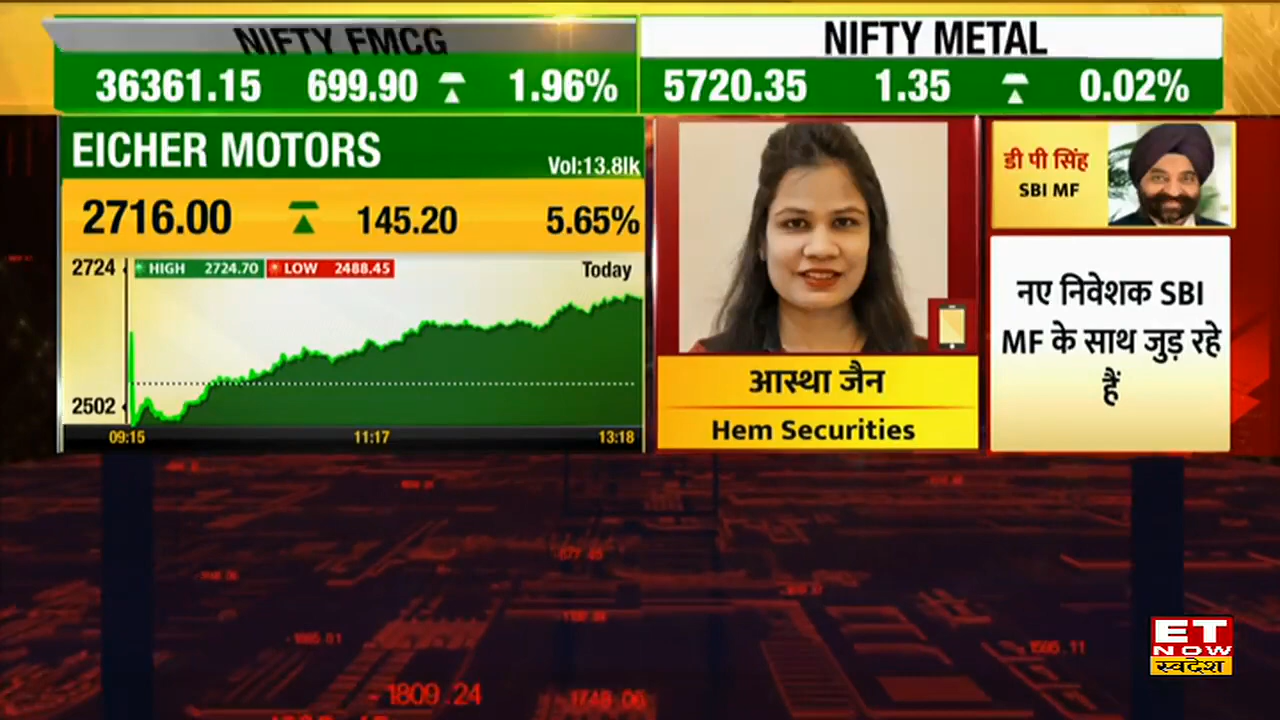 NIFTY FMCG
36361.15 699.90 1.96%
NIFTY METAL
5720.35 1.35 0.02%
EICHER MOTORS
Vol:13.8lk
2716.00 145.20 5.65%
2724
HIGH 2724.70 LOW 2488.45
Today
2502
09:15 11:17 13:18
आस्था जैन
Hem Securities
डी पी सिंह
SBI MF
नए निवेशक SBI
MF के साथ जुड़ रहे
हैं
ET
NOW
स्वदेश
- 1809.24